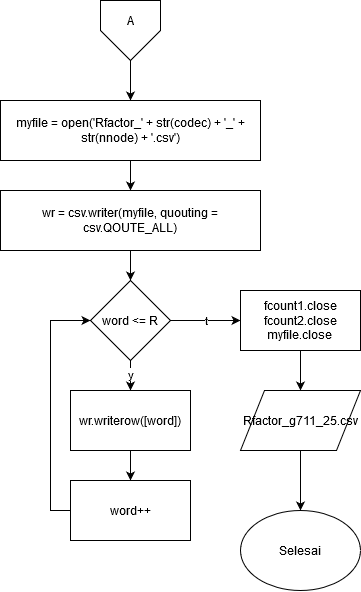 A
myfile = open('Rfactor_' + str(codec) + '_' +
str(nnode) + '.csv')
wr = csv.writer(myfile, quouting =
csv.QOUTE_ALL)
word <= R
t
fcount1.close
fcount2.close
myfile.close
y
wr.writerow([word])
Rfactor_g711_25.csv
word++
Selesai